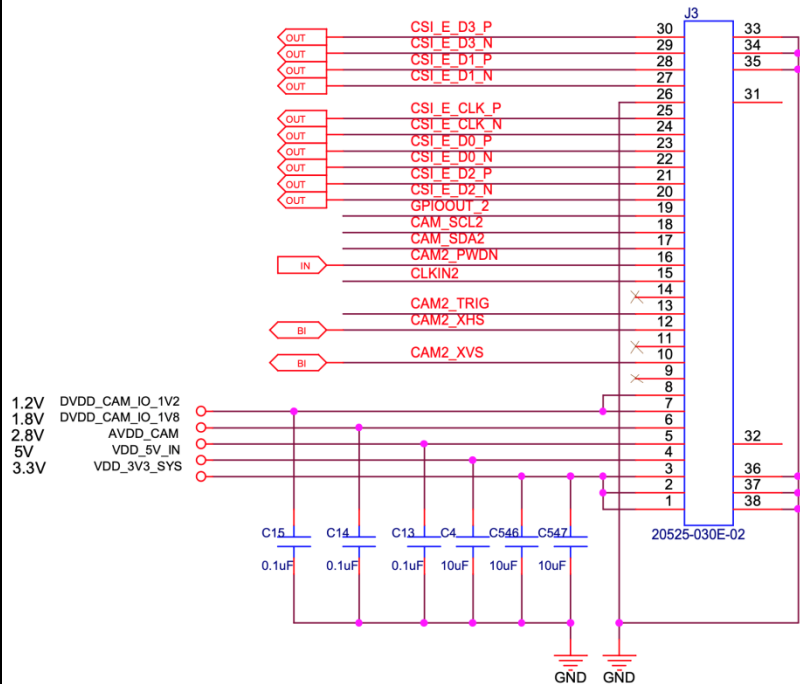 J3
CSI_E_D3_P 30 33
OUT
CSI_E_D3_N 29 34
OUT
CSI_E_D1_P 28 35
OUT
CSI_E_D1_N 27
OUT
26 31
CSI_E_CLK_P 25
OUT
CSI_E_CLK_N 24
OUT
CSI_E_D0_P 23
OUT
CSI_E_D0_N 22
OUT
CSI_E_D2_P 21
OUT
CSI_E_D2_N 20
OUT
GPIOOUT_2 19
CAM_SCL2 18
CAM_SDA2 17
CAM2_PWDN 16
IN
CLKIN2 15
14
CAM2_TRIG 13
CAM2_XHS 12
BI
11
CAM2_XVS 10
BI
9
8
1.2V DVDD_CAM_IO_1V2 7
1.8V DVDD_CAM_IO_1V8 6
2.8V AVDD_CAM 5 32
5V VDD_5V_IN 4
3.3V VDD_3V3_SYS 3 36
2 37
1 38
C15 C14 C13 C4 C546 C547 20525-030E-02
0.1uF 0.1uF 0.1uF 10uF 10uF 10uF
GND GND